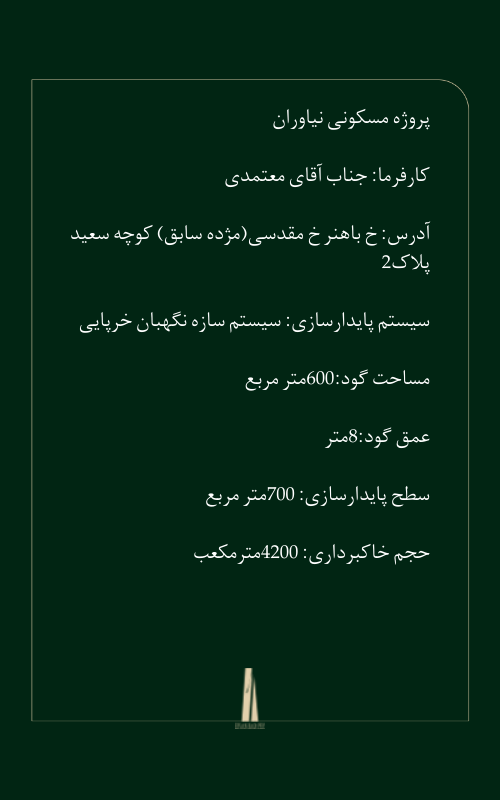 پروژه مسکونی نیاوران
کارفرما: جناب آقای معتمدی
آدرس: خ باهنر خ مقدسی(مژده سابق) کوچه سعید
پلاک2
سیستم پایدارسازی: سیستم سازه نگهبان خرپایی
مساحت گود:600متر مربع
عمق گود:8متر
سطح پایدارسازی: 700متر مربع
حجم خاکبرداری: 4200مترمکعب